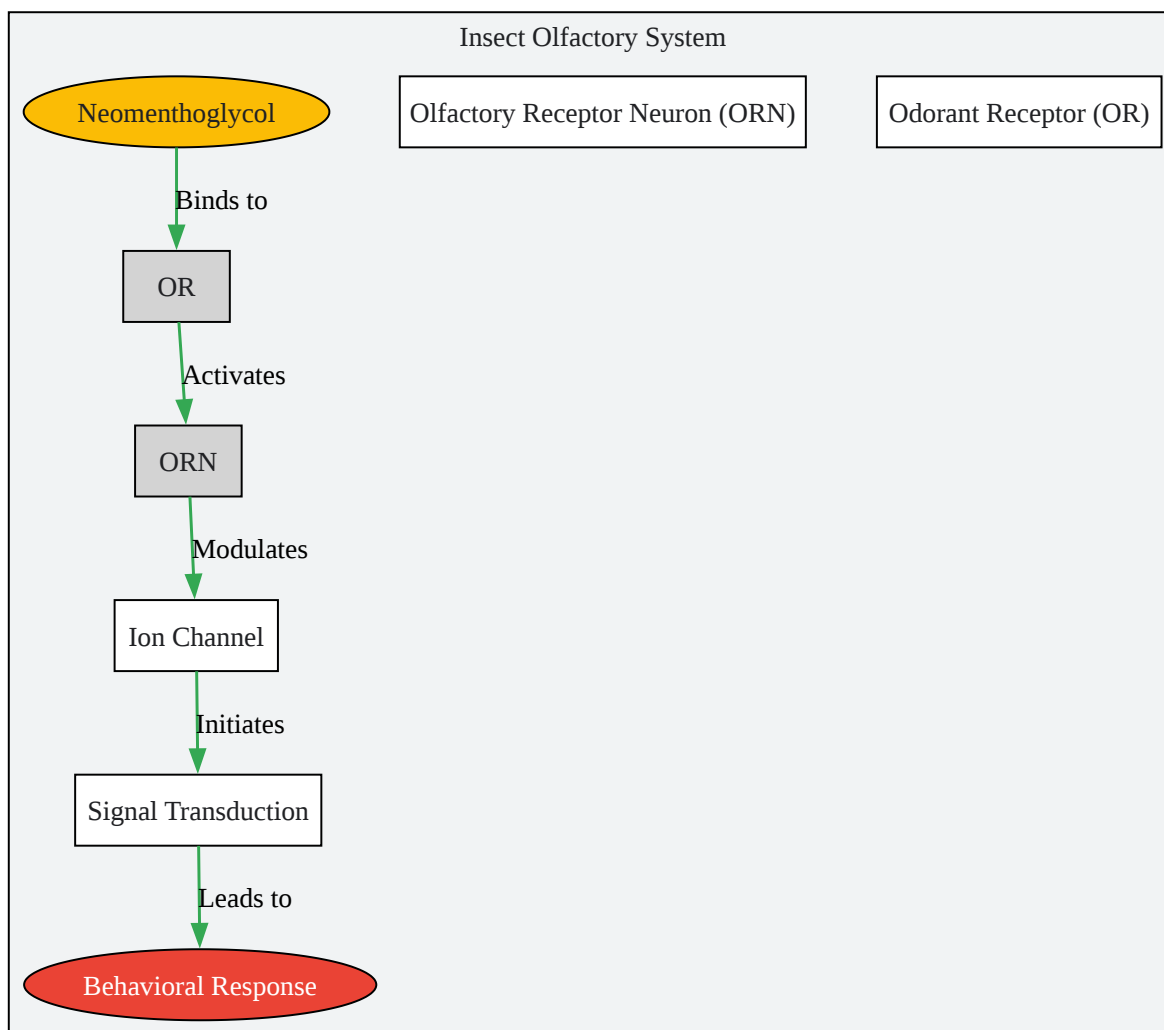 Insect Olfactory System
Neomenthoglycol
Olfactory Receptor Neuron (ORN)
Odorant Receptor (OR)
Binds to
OR
Activates
ORN
Modulates
Ion Channel
Initiates
Signal Transduction
Leads to
Behavioral Response